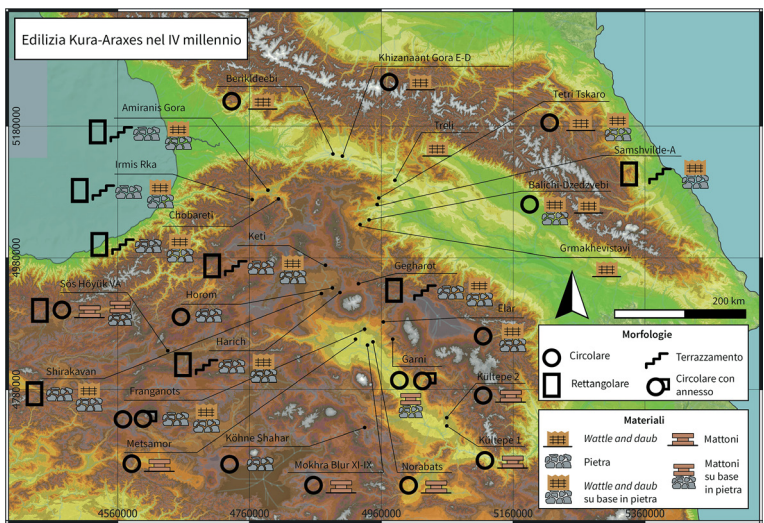 Edilizia Kura-Araxes nel IV millennio
Khizanaant Gora E-D
Berikldeebi
Tetri Tskaro
Amiranis Gora
Treli
5180000
Samshvilde-A
Irmis Rka
Balichi-Dzedzvebi
Chobareti
Keti
Grmakhevistavi
4980000
Gegharot
Sos Höyük VA
Horom
Elar
200 km
Harich
Garni
Shirakavan
Kültepe 2
Franganots
4780000
Metsamor
Köhne Shahar
Kültepe 1
Mokhra Blur XI-IX
Norabats
Morfologie
Circolare
Terrazzamento
Rettangolare
Circolare con
annesso
Materiali
Wattle and daub
Mattoni
Pietra
Mattoni
su base
in pietra
Wattle and daub
su base in pietra
4560000
4760000
4960000
5160000
5360000